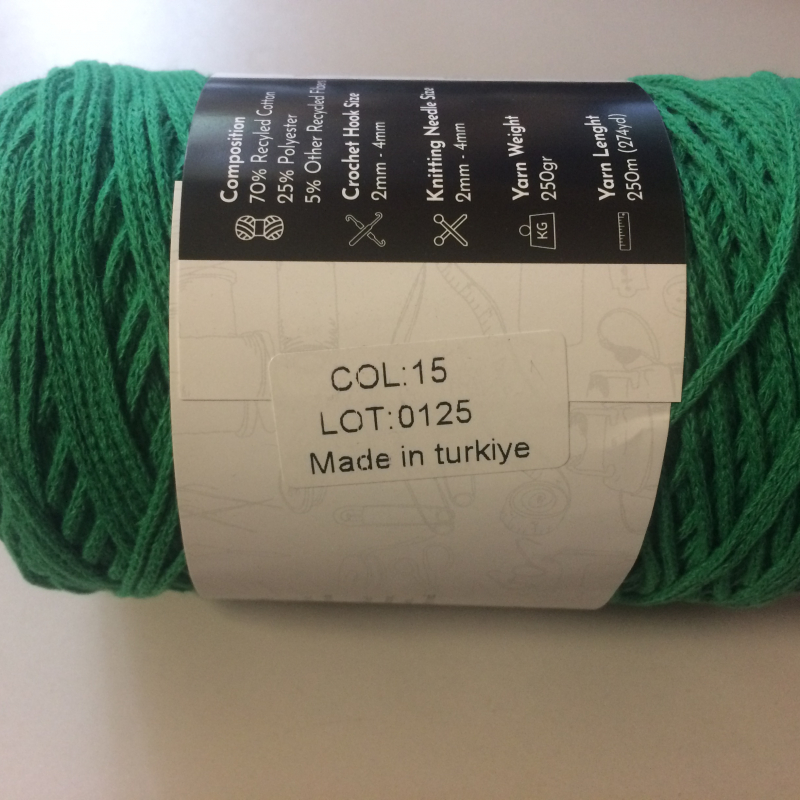 Composition
70% Recyled Cotton
25% Polyester
5% Other Recycled Fibers
Crochet Hook Size
2mm - 4mm
Knitting Needle Size
2mm - 4mm
Yarn Weight
250gr
KG
Yarn Lenght
250m (274yd)
COL:15
LOT:0125
Made in turkiye